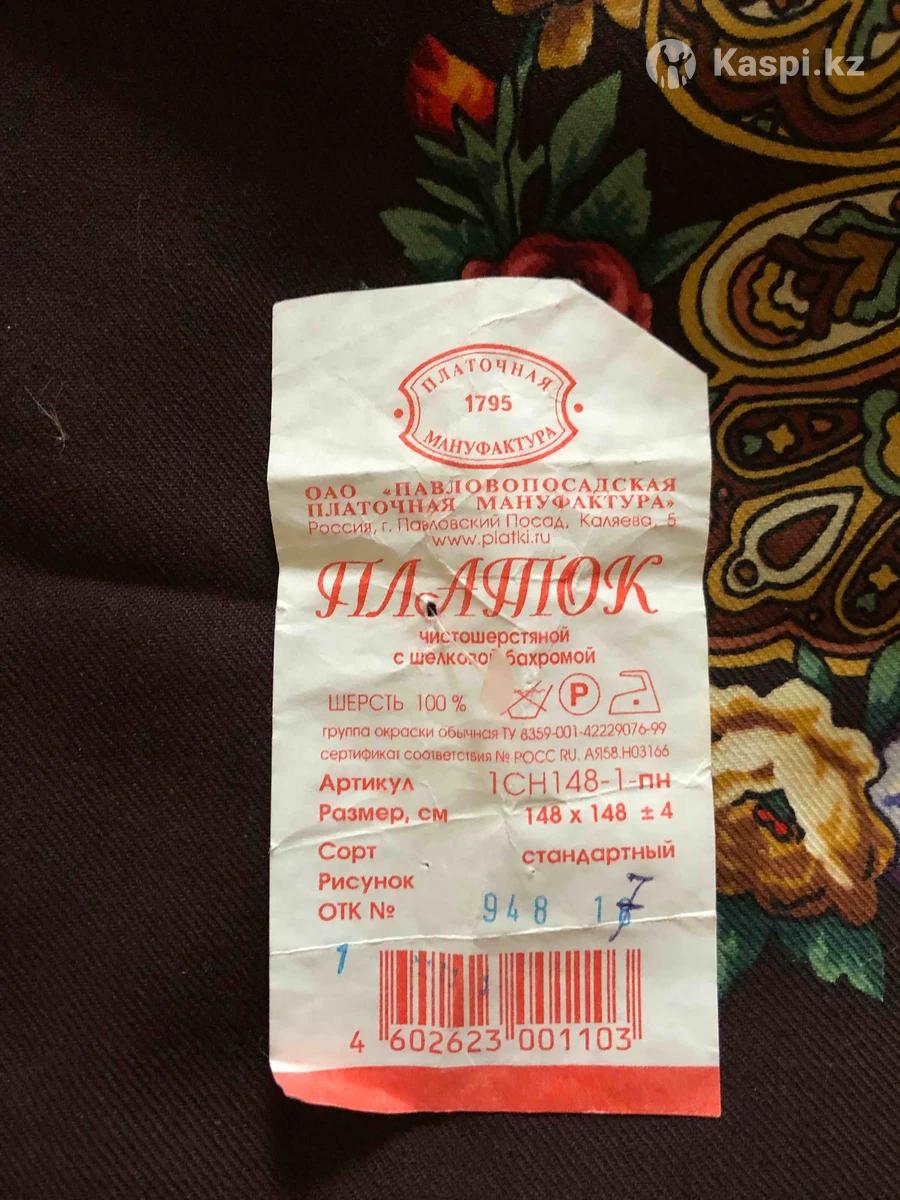 Kaspi.kz
ПЛАТОЧНАЯ
1795
МАНУФАКТУРА
ОАО «ПАВЛОВОПОСАДСКАЯ
ПЛАТОЧНАЯ МАНУФАКТУРА»
Россия, г. Павловский Посад, Каляева, 5
www.platki.ru
ПЛАТОК
чистошерстяной
с шелковой бахромой
ШЕРСТЬ 100 % P
группа окраски обычная ТУ 8359-001-42229076-99
сертификат соответствия № РОСС RU. АЯ58.Н03166
Артикул 1СН148-1-пн
Размер, см 148 х 148 ± 4
Сорт стандартный
Рисунок
ОТК № 948 17
1
4 602623 001103